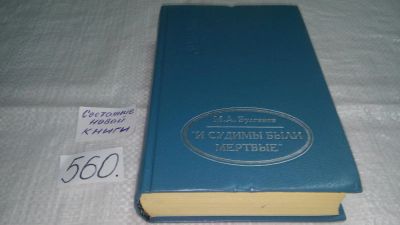 Состояние
новой
книги
560.
М.А. Булгаков
"И СУДИМЫ БЫЛИ
МЕРТВЫЕ"